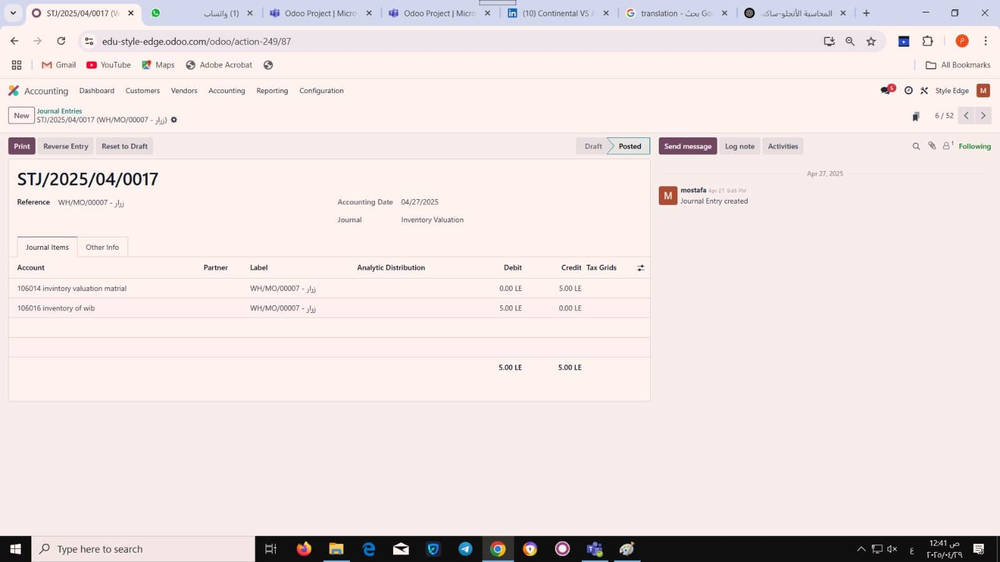 STJ/2025/04/0017 (W
(1) واتساب
Odoo Project | Micro
Odoo Project | Micro
(10) Continental VS A
translation - بحث Goo
المحاسبة الأنجلو-ساك
edu-style-edge.odoo.com/odoo/action-249/87
P
Gmail
YouTube
Maps
Adobe Acrobat
All Bookmarks
Accounting
Dashboard
Customers
Vendors
Accounting
Reporting
Configuration
5
Style Edge
M
New
Journal Entries
STJ/2025/04/0017 (WH/MO/00007 - زرار)
6 / 52
Print
Reverse Entry
Reset to Draft
Draft
Posted
Send message
Log note
Activities
1
Following
STJ/2025/04/0017
Reference WH/MO/00007 - زرار
Accounting Date 04/27/2025
Journal Inventory Valuation
Apr 27, 2025
M
mostafa Apr 27, 9:45 PM
Journal Entry created
Journal Items
Other Info
Account Partner Label Analytic Distribution Debit Credit Tax Grids
106014 invintory valuation matrial WH/MO/00007 - زرار 0.00 LE 5.00 LE
106016 inventory of wib WH/MO/00007 - زرار 5.00 LE 0.00 LE
5.00 LE 5.00 LE
Type here to search
ع
12:41 ص
٢٠٢٥/٠٤/٢٩